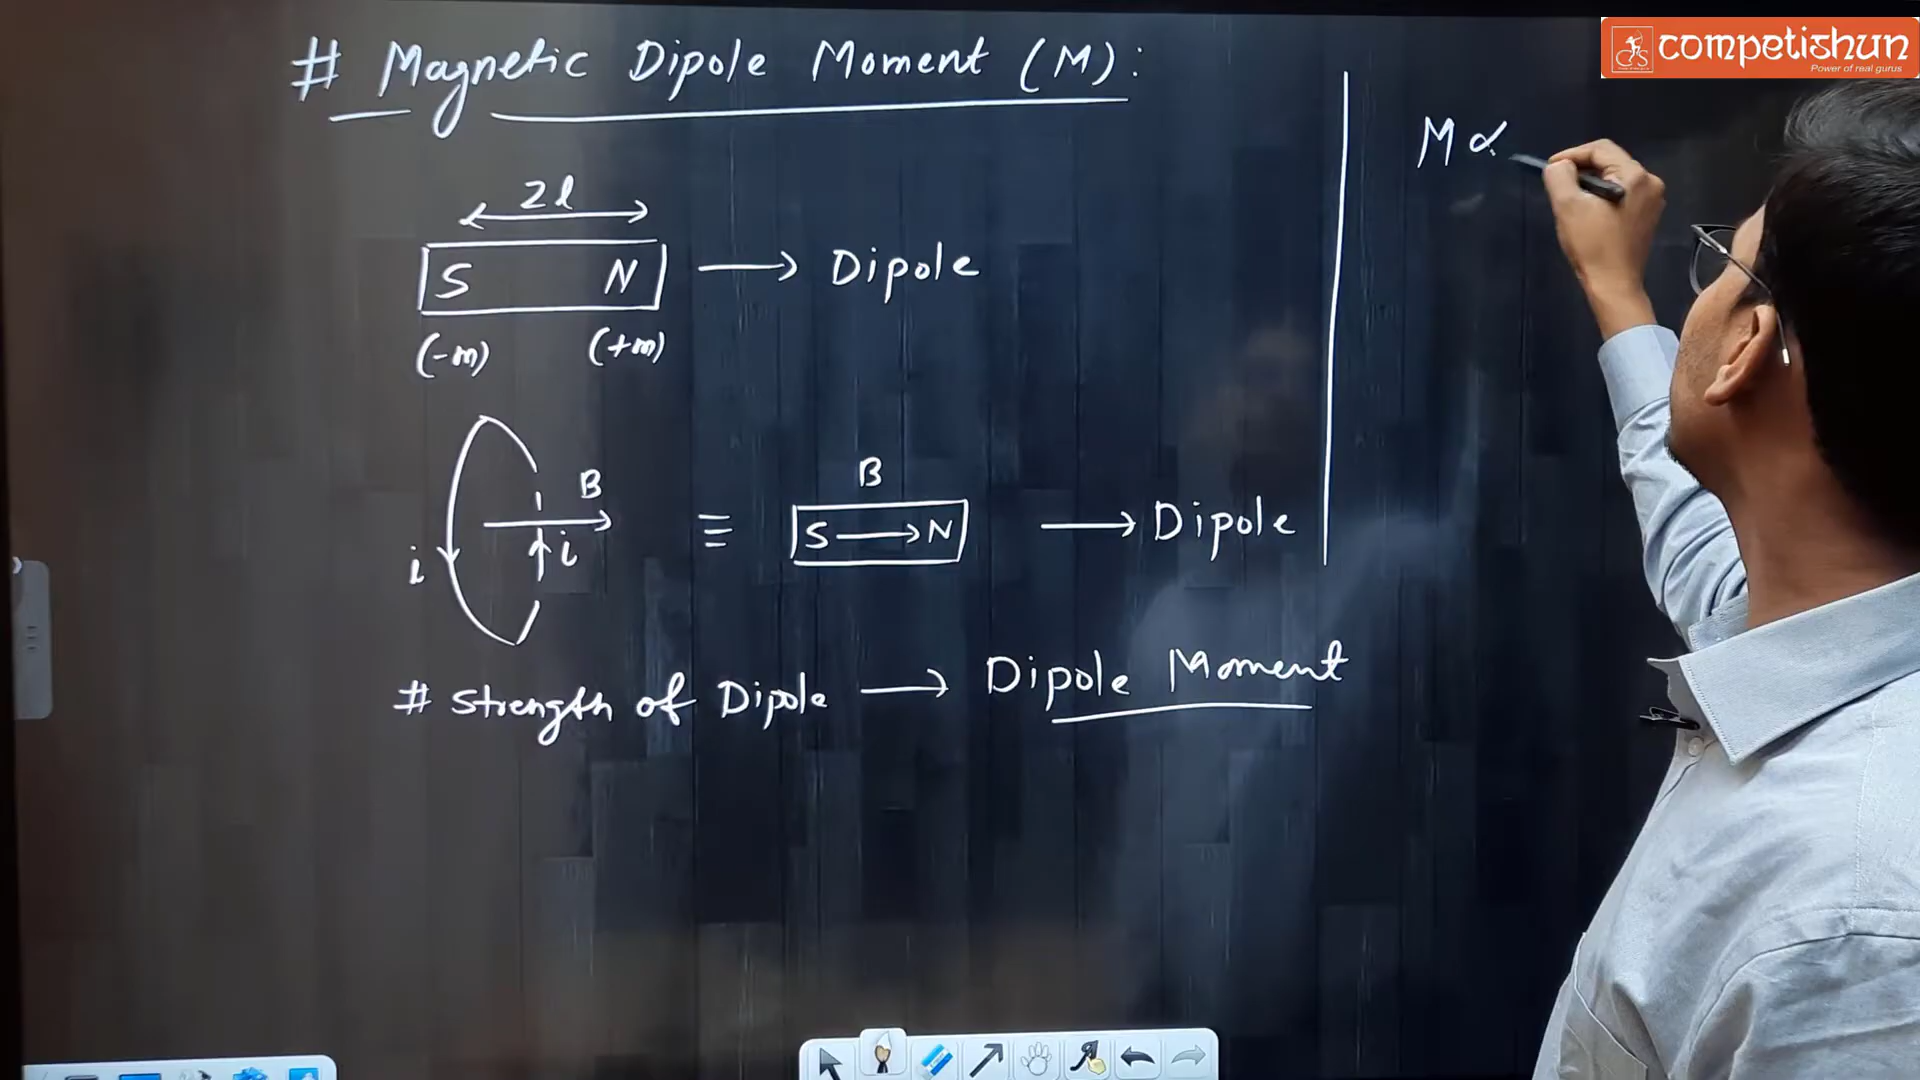 competishun
Power of real gurus
# Magnetic Dipole Moment (M):
M ∝
2l
S N → Dipole
(-m) (+m)
B
B
i i ≡ S → N → Dipole
# Strength of Dipole → Dipole Moment